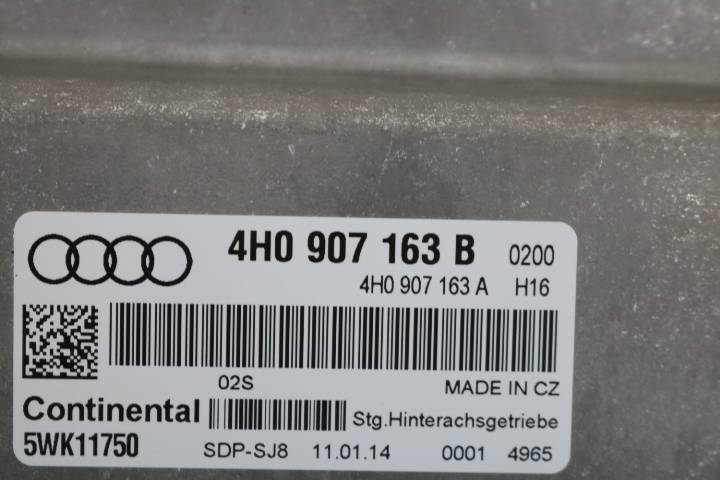 4H0 907 163 B 0200
4H0 907 163 A H16
02S MADE IN CZ
Continental Stg.Hinterachsgetriebe
5WK11750 SDP-SJ8 11.01.14 0001 4965